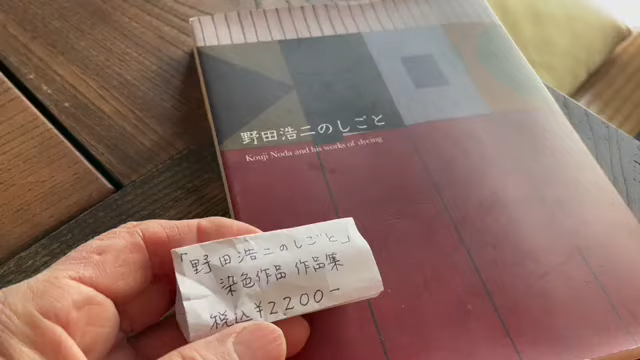 野田浩二のしごと
Kouji Noda and his works of dyeing
「野田浩二のしごと」
染色作品 作品集
税込¥2200-